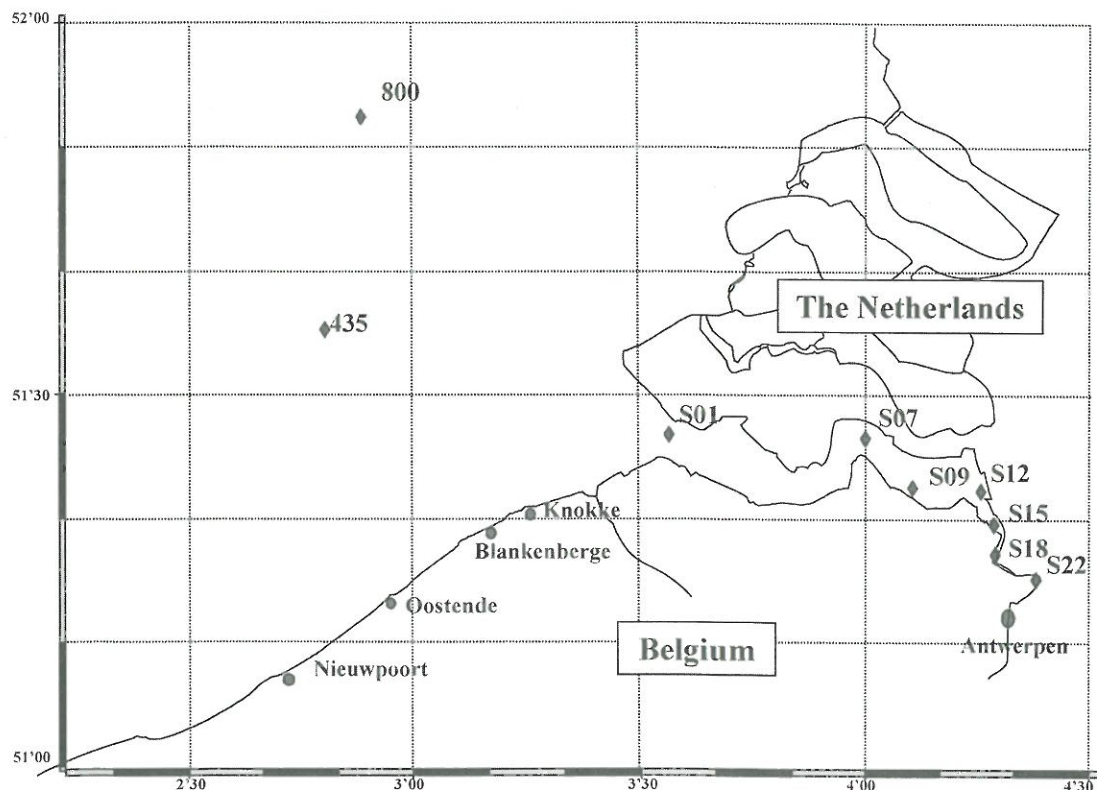 52'00
800
The Netherlands
435
51'30
S01
S07
S09
S12
S15
S18
S22
Knokke
Blankenberge
Oostende
Belgium
Antwerpen
Nieuwpoort
51'00
2'30
3'00
3'30
4'00
4'30